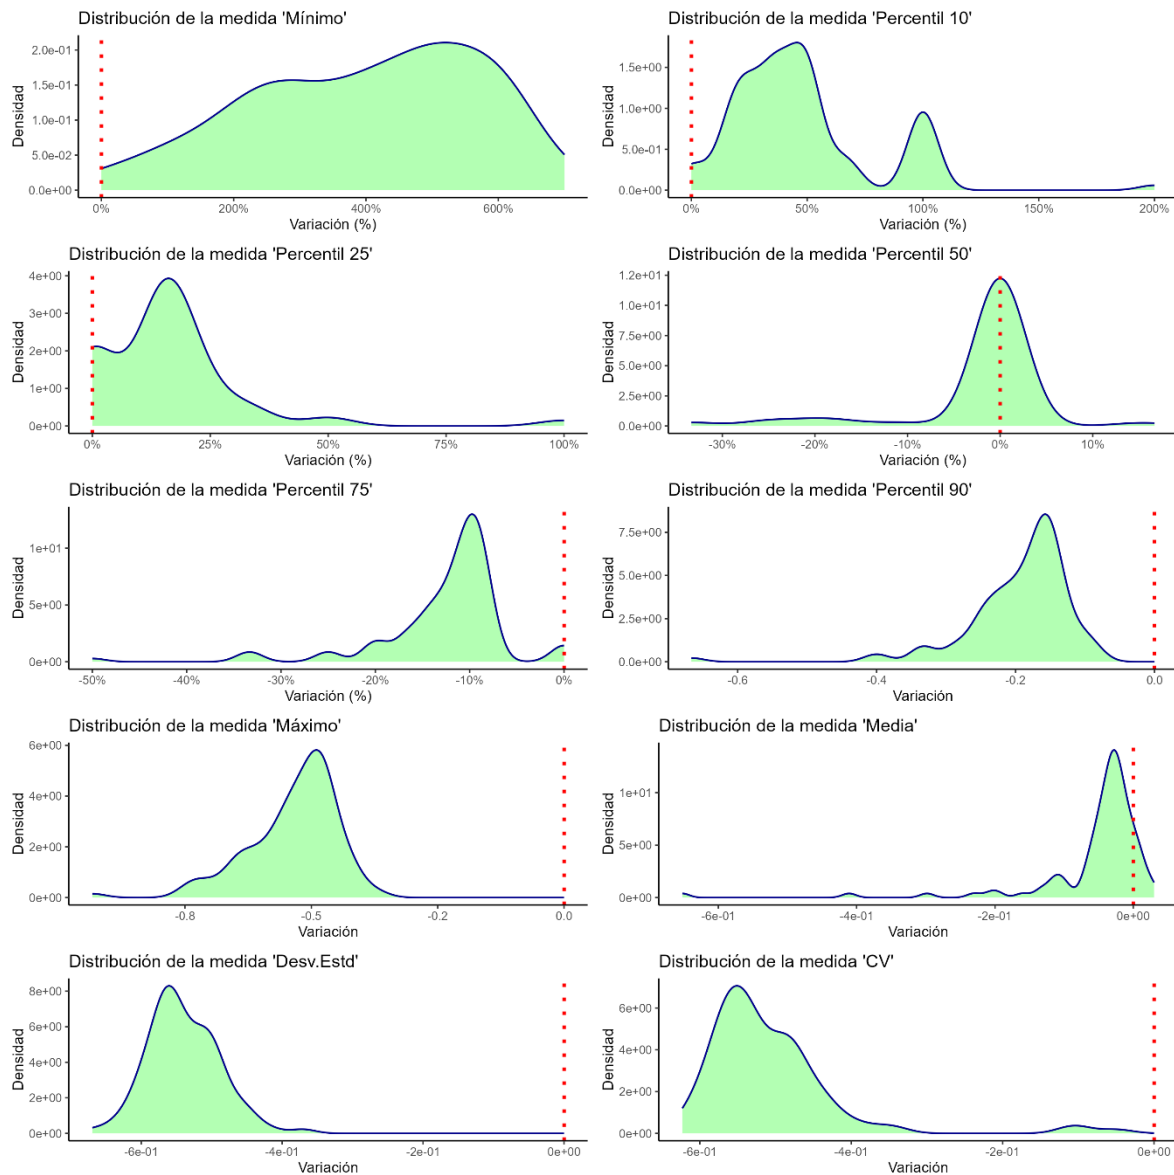 Distribución de la medida 'Mínimo'
Densidad
2.0e-01
1.5e-01
1.0e-01
5.0e-02
0.0e+00
0% 200% 400% 600%
Variación (%)
Distribución de la medida 'Percentil 10'
Densidad
1.5e+00
1.0e+00
5.0e-01
0.0e+00
0% 50% 100% 150% 200%
Variación (%)
Distribución de la medida 'Percentil 25'
Densidad
4e+00
3e+00
2e+00
1e+00
0e+00
0% 25% 50% 75% 100%
Variación (%)
Distribución de la medida 'Percentil 50'
Densidad
1.2e+01
1.0e+01
7.5e+00
5.0e+00
2.5e+00
0.0e+00
-30% -20% -10% 0% 10%
Variación (%)
Distribución de la medida 'Percentil 75'
Densidad
1e+01
5e+00
0e+00
-50% -40% -30% -20% -10% 0%
Variación (%)
Distribución de la medida 'Percentil 90'
Densidad
7.5e+00
5.0e+00
2.5e+00
0.0e+00
-0.6 -0.4 -0.2 0.0
Variación
Distribución de la medida 'Máximo'
Densidad
6e+00
4e+00
2e+00
0e+00
-0.8 -0.5 -0.2 0.0
Variación
Distribución de la medida 'Media'
Densidad
1e+01
5e+00
0e+00
-6e-01 -4e-01 -2e-01 0e+00
Variación
Distribución de la medida 'Desv.Estd'
Densidad
8e+00
6e+00
4e+00
2e+00
0e+00
-6e-01 -4e-01 -2e-01 0e+00
Variación
Distribución de la medida 'CV'
Densidad
6e+00
4e+00
2e+00
0e+00
-6e-01 -4e-01 -2e-01 0e+00
Variación